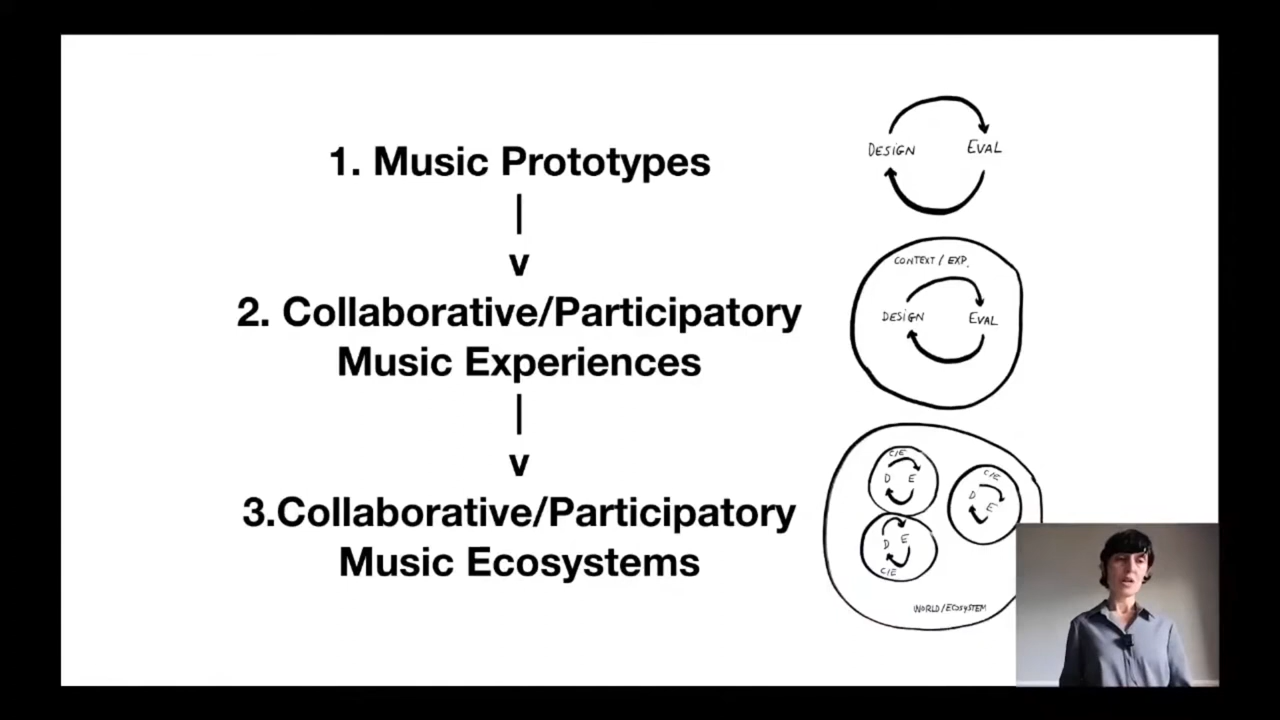 1. Music Prototypes
|
v
2. Collaborative/Participatory
Music Experiences
|
v
3.Collaborative/Participatory
Music Ecosystems
DESIGN EVAL
CONTEXT / EXP.
DESIGN EVAL
C/E
D E
C/E
D E
D E
C/E
WORLD/ECOSYSTEM